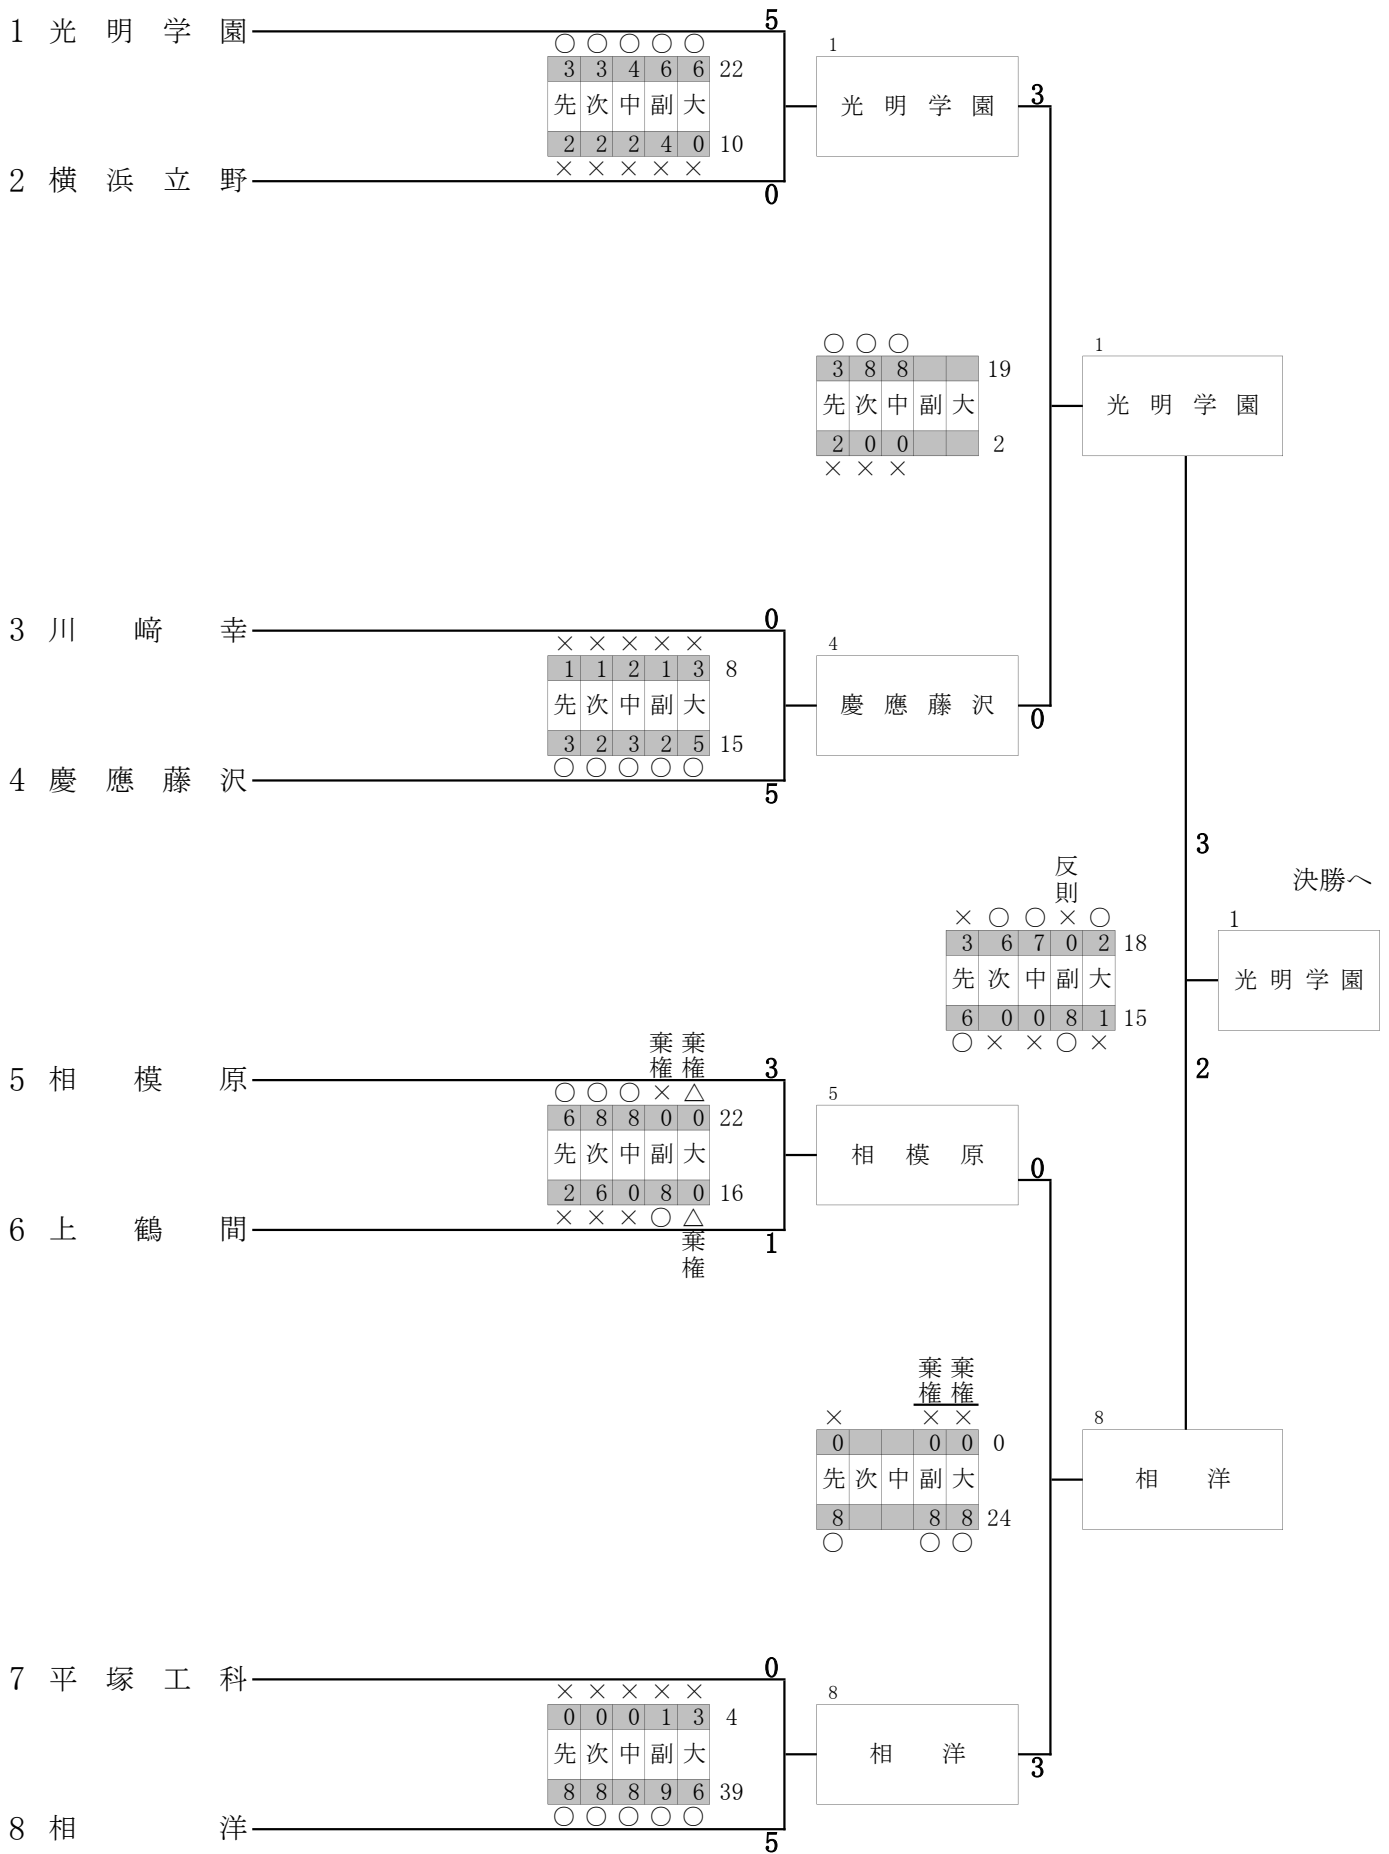 1 光 明 学 園
5
○ ○ ○ ○ ○
3 3 4 6 6 22
先 次 中 副 大
2 2 2 4 0 10
× × × × ×
2 横 浜 立 野
0
1
光 明 学 園
3
○ ○ ○
3 8 8 19
先 次 中 副 大
2 0 0 2
× × ×
1
光 明 学 園
3 川 﨑 幸
0
× × × × ×
1 1 2 1 3 8
先 次 中 副 大
3 2 3 2 5 15
○ ○ ○ ○ ○
4 慶 應 藤 沢
5
4
慶 應 藤 沢
0
3
決勝へ
反則
× ○ ○ × ○
3 6 7 0 2 18
先 次 中 副 大
6 0 0 8 1 15
○ × × ○ ×
1
光 明 学 園
2
5 相 模 原
棄権 棄権
3
○ ○ ○ × △
6 8 8 0 0 22
先 次 中 副 大
2 6 0 8 0 16
× × × ○ △
6 上 鶴 間
1
棄権
5
相 模 原
0
棄権 棄権
× × ×
0 0 0 0
先 次 中 副 大
8 8 8 24
○ ○ ○
8
相 洋
7 平 塚 工 科
0
× × × × ×
0 0 0 1 3 4
先 次 中 副 大
8 8 8 9 6 39
○ ○ ○ ○ ○
8 相 洋
5
8
相 洋
3